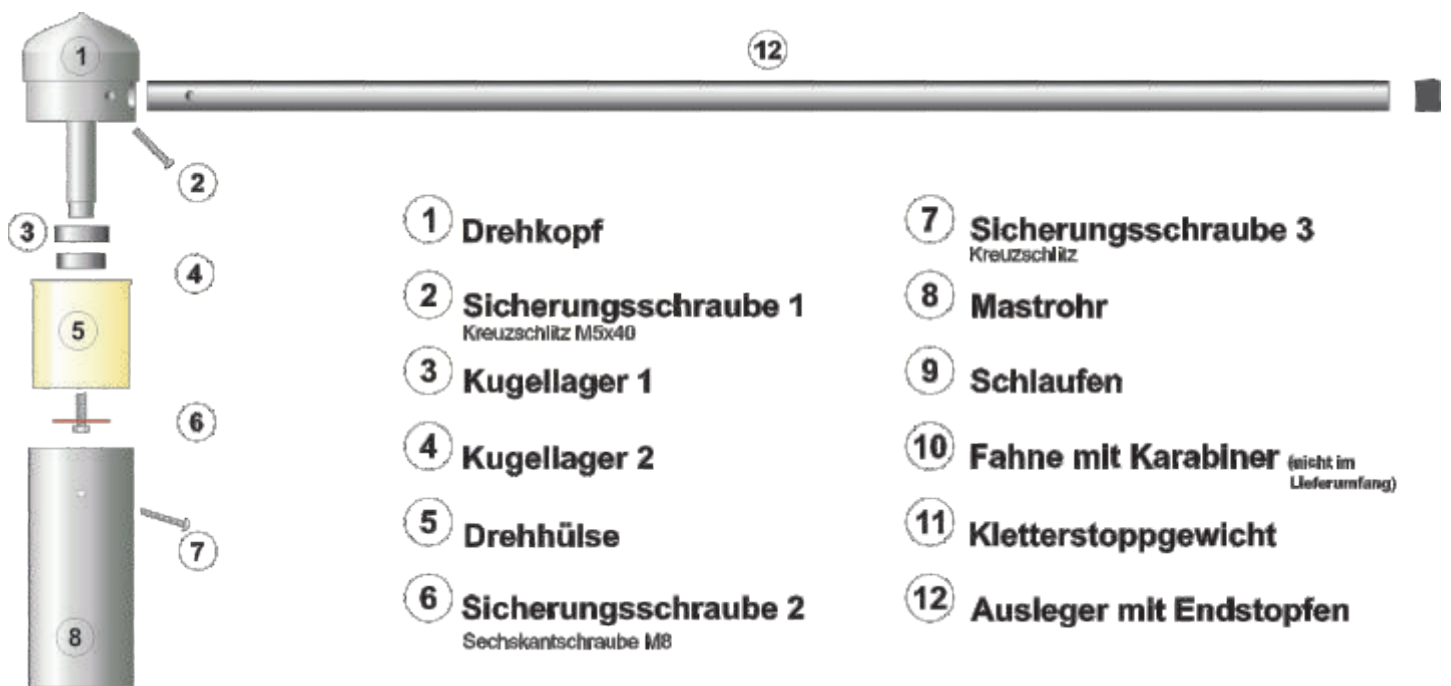 1
12
2
3
4
5
6
7
8
1 Drehkopf
2 Sicherungsschraube 1
Kreuzschlitz M5x40
3 Kugellager 1
4 Kugellager 2
5 Drehhülse
6 Sicherungsschraube 2
Sechskantschraube M8
7 Sicherungsschraube 3
Kreuzschlitz
8 Mastrohr
9 Schlaufen
10 Fahne mit Karabiner (nicht im
Lieferumfang)
11 Kletterstoppgewicht
12 Ausleger mit Endstopfen